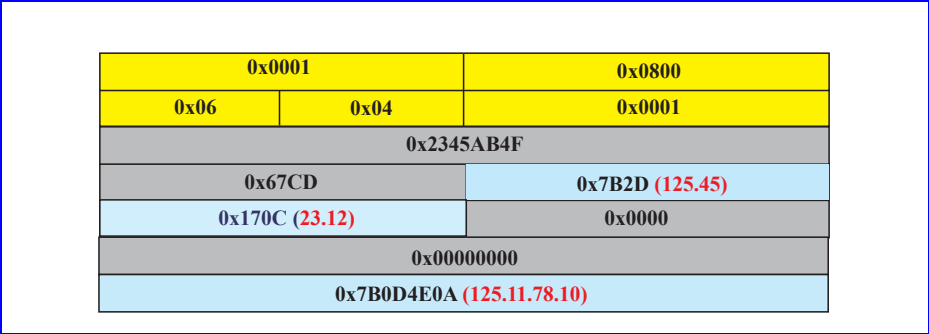 0x0001 0x0800
0x06 0x04 0x0001
0x2345AB4F
0x67CD 0x7B2D (125.45)
0x170C (23.12) 0x0000
0x00000000
0x7B0D4E0A (125.11.78.10)